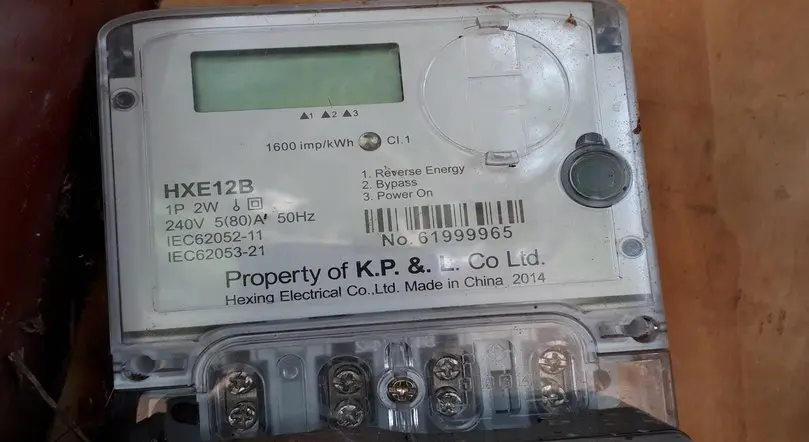 ▲1 ▲2 ▲3
1600 imp/kWh Cl.1
1. Reverse Energy
2. Bypass
3. Power On
HXE12B
1P 2W
240V 5(80)A 50Hz
IEC62052-11
IEC62053-21
No.61999965
Property of K.P. &. L. Co Ltd.
Hexing Electrical Co.,Ltd. Made in China 2014